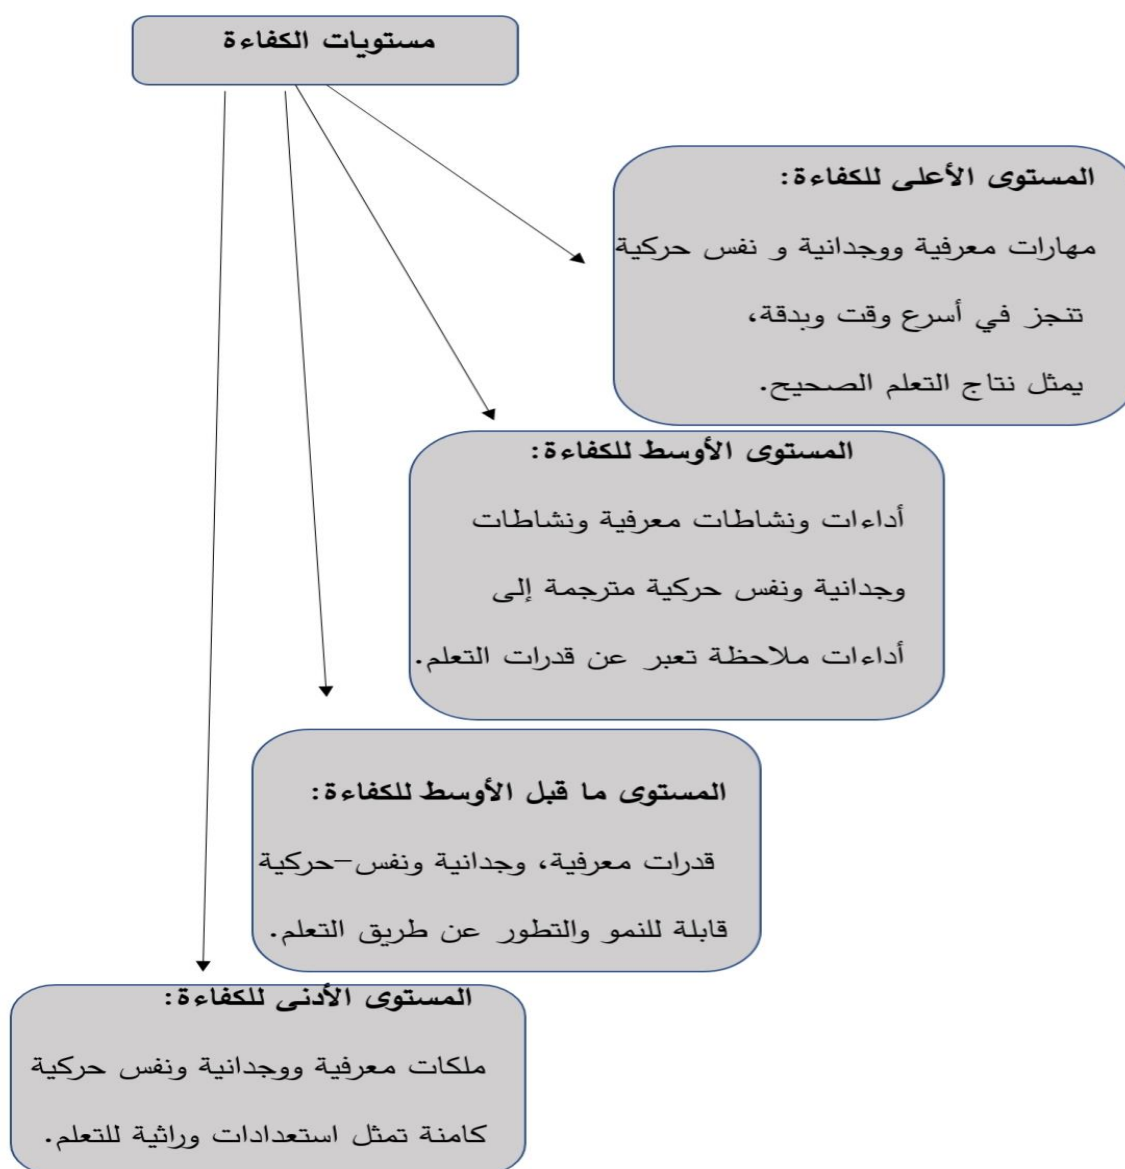 مستويات الكفاءة
المستوى الأعلى للكفاءة:
مهارات معرفية ووجدانية و نفس حركية
تنجز في أسرع وقت وبدقة،
يمثل نتاج التعلم الصحيح.
المستوى الأوسط للكفاءة:
أداءات ونشاطات معرفية ونشاطات
وجدانية ونفس حركية مترجمة إلى
أداءات ملاحظة تعبر عن قدرات التعلم.
المستوى ما قبل الأوسط للكفاءة:
قدرات معرفية، وجدانية ونفس–حركية
قابلة للنمو والتطور عن طريق التعلم.
المستوى الأدنى للكفاءة:
ملكات معرفية ووجدانية ونفس حركية
كامنة تمثل استعدادات وراثية للتعلم.